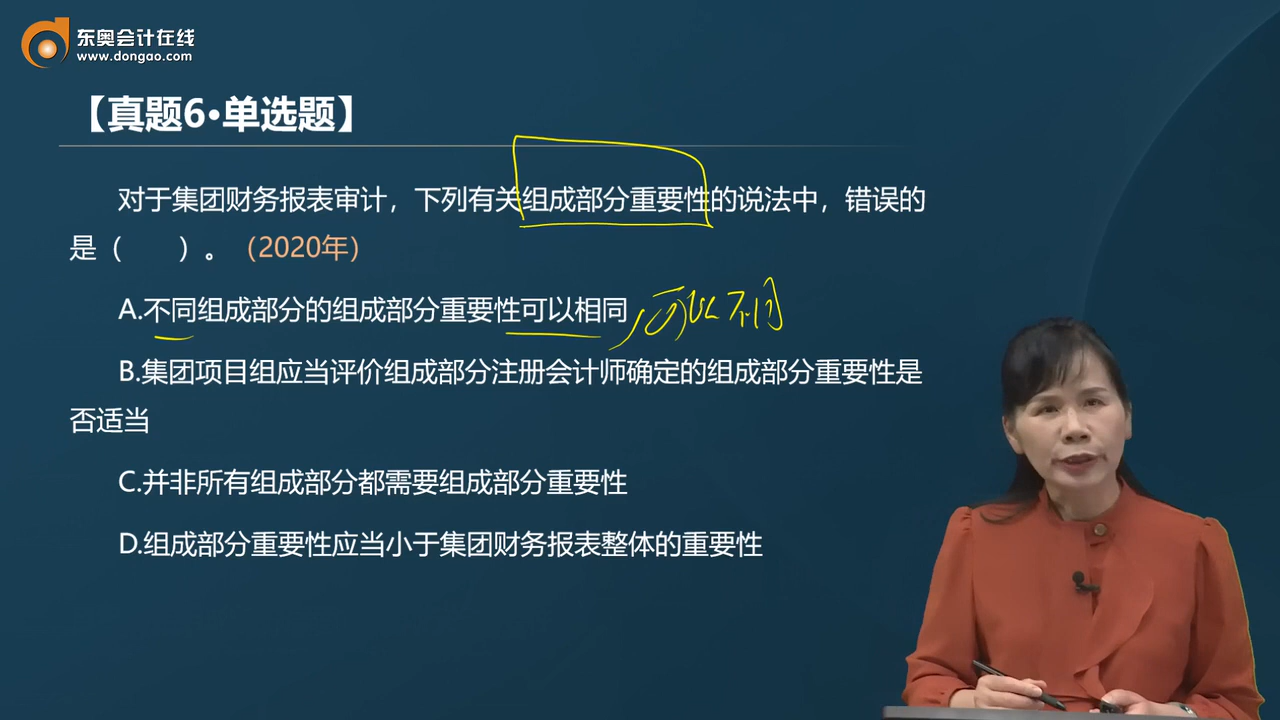 东奥会计在线
www.dongao.com
【真题6•单选题】
对于集团财务报表审计，下列有关组成部分重要性的说法中，错误的
是（　　）。（2020年）
A.不同组成部分的组成部分重要性可以相同，可以不同
B.集团项目组应当评价组成部分注册会计师确定的组成部分重要性是
否适当
C.并非所有组成部分都需要组成部分重要性
D.组成部分重要性应当小于集团财务报表整体的重要性